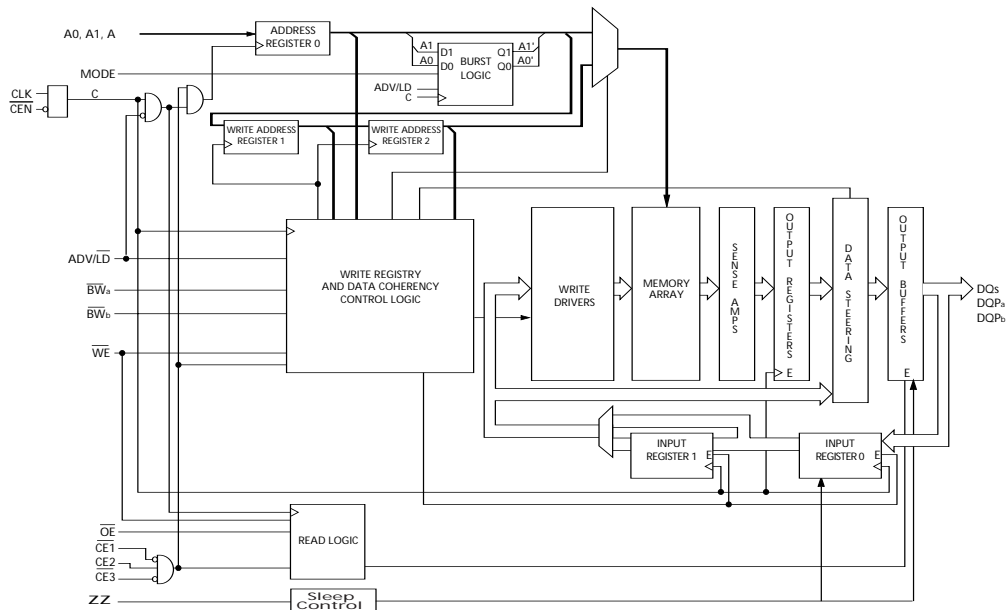 A0, A1, A
ADDRESS
REGISTER 0
A1
A0
D1
D0
BURST
LOGIC
Q1
Q0
A1'
A0'
MODE
ADV/LD
C
CLK
CEN
C
WRITE ADDRESS
REGISTER 1
WRITE ADDRESS
REGISTER 2
ADV/LD
BWa
BWb
WE
WRITE REGISTRY
AND DATA COHERENCY
CONTROL LOGIC
WRITE
DRIVERS
MEMORY
ARRAY
SENSE AMPS
OUTPUT REGISTERS
E
DATA STEERING
OUTPUT BUFFERS
E
DQs
DQPa
DQPb
INPUT
REGISTER 1
E
INPUT
REGISTER 0
E
OE
CE1
CE2
CE3
READ LOGIC
ZZ
Sleep
Control